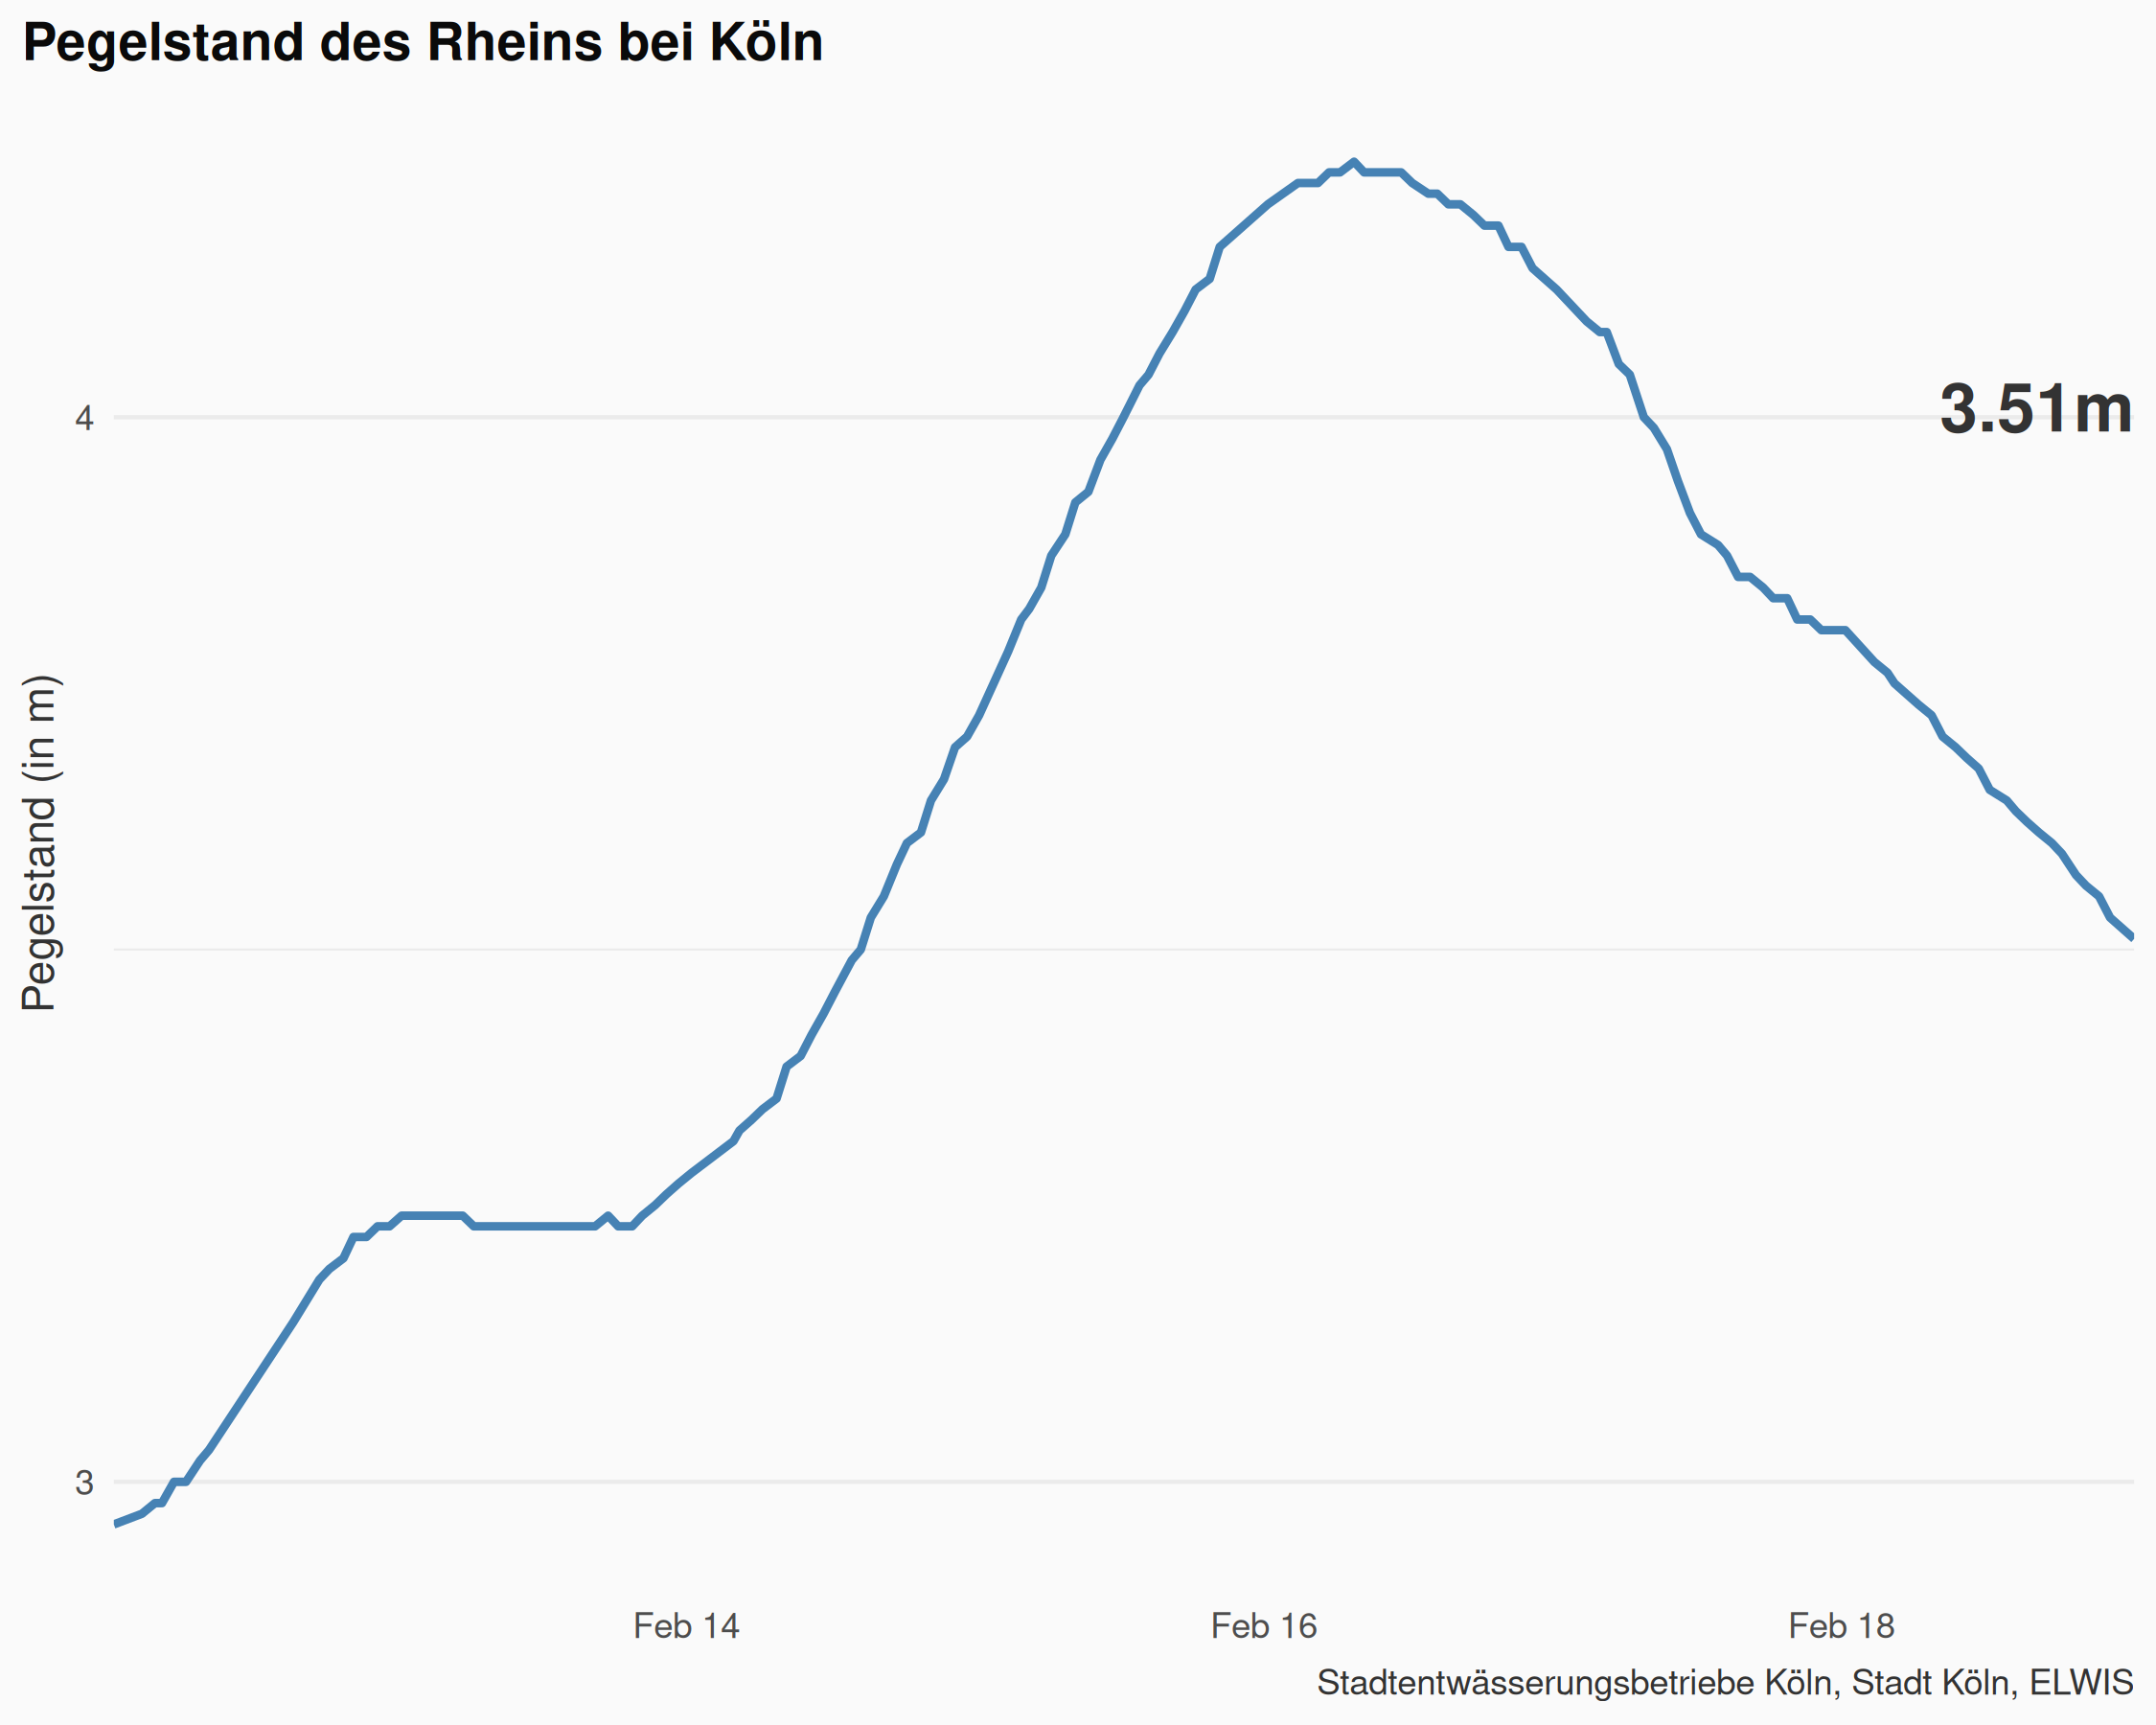 Pegelstand des Rheins bei Köln
4
3.51m
Pegelstand (in m)
3
Feb 14
Feb 16
Feb 18
Stadtentwässerungsbetriebe Köln, Stadt Köln, ELWIS